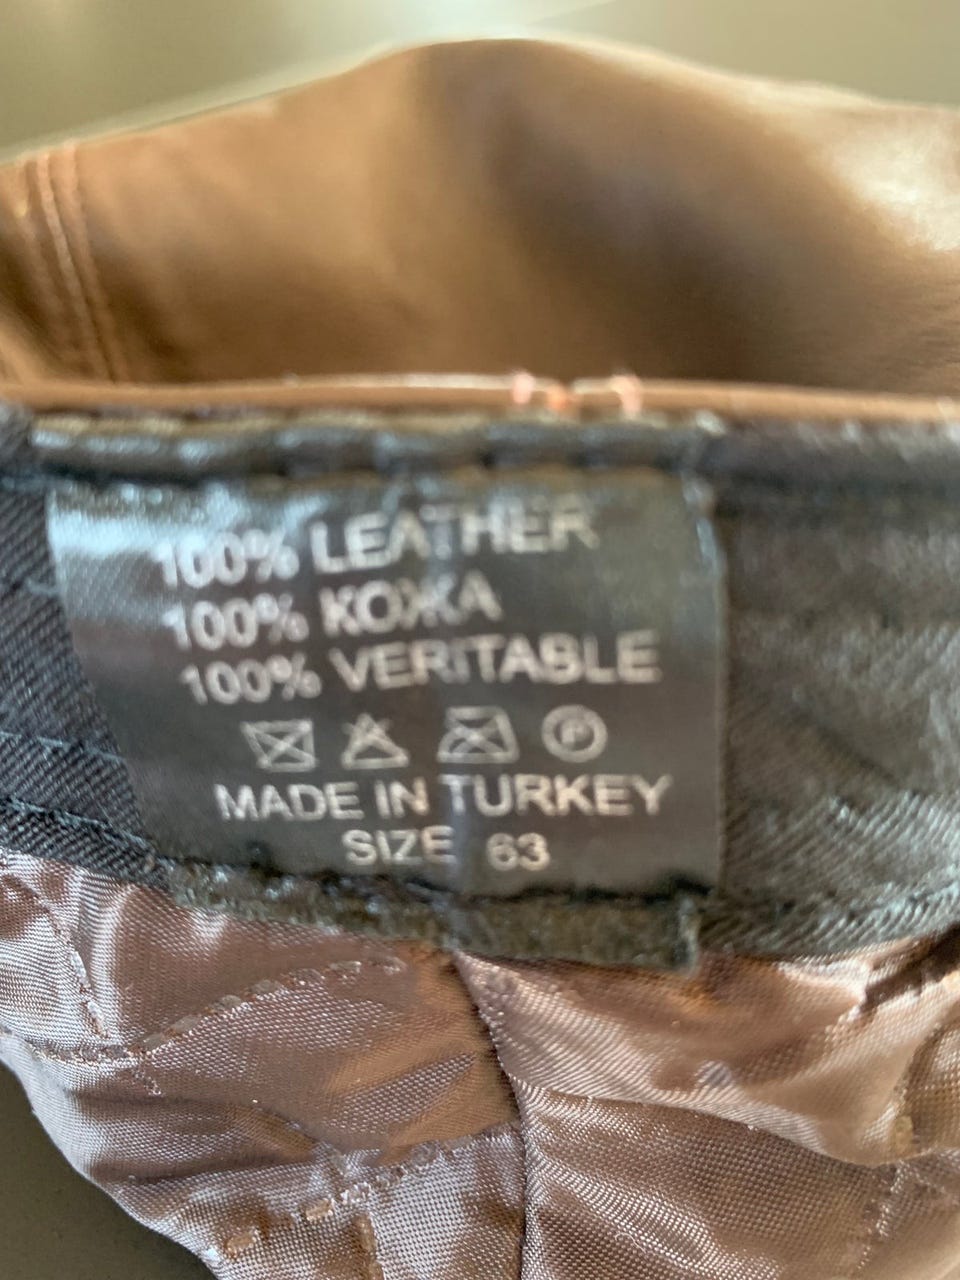 100% LEATHER
100% КОЖА
100% VERITABLE
P
MADE IN TURKEY
SIZE 63